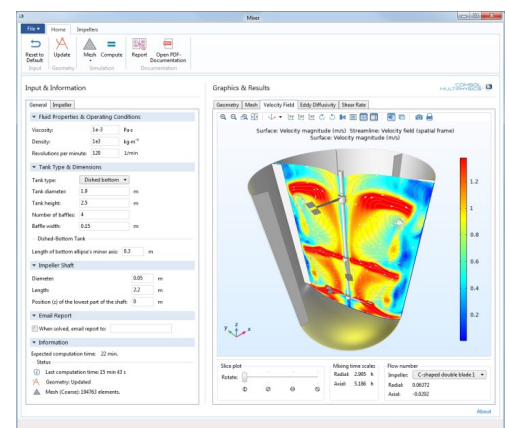 Mixer
File Home Impellers
Reset to Default
Update
Mesh
Compute
Report
Open PDF-Documentation
Input
Geometry
Simulation
Documentation
Input & Information
General Impeller
Fluid Properties & Operating Conditions
Viscosity: 1e-3 Pa·s
Density: 1e3 kg·m⁻³
Revolutions per minute: 120 1/min
Tank Type & Dimensions
Tank type: Dished bottom
Tank diameter: 1.9 m
Tank height: 2.5 m
Number of baffles: 4
Baffle width: 0.15 m
Dished-Bottom Tank
Length of bottom ellipse's minor axis: 0.3 m
Impeller Shaft
Diameter: 0.05 m
Length: 2.2 m
Position (z) of the lowest part of the shaft: 0 m
Email Report
When solved, email report to:
Information
Expected computation time: 22 min.
Status
Last computation time: 15 min 43 s
Geometry: Updated
Mesh (Coarse): 194763 elements.
Graphics & Results
COMSOL
MULTIPHYSICS
Geometry Mesh Velocity Field Eddy Diffusivity Shear Rate
Surface: Velocity magnitude (m/s) Streamline: Velocity field (spatial frame)
Surface: Velocity magnitude (m/s)
1.2
1
0.8
0.6
0.4
0.2
y z x
Slice plot
Rotate:
Mixing time scales
Radial: 2.905 h
Axial: 5.186 h
Flow number
Impeller: C-shaped double blade 1
Radial: 0.06372
Axial: -0.0292
About